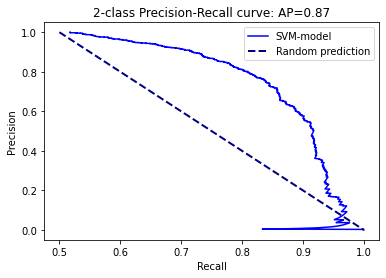 2-class Precision-Recall curve: AP=0.87
SVM-model
Random prediction
Precision
1.0
0.8
0.6
0.4
0.2
0.0
0.5 0.6 0.7 0.8 0.9 1.0
Recall